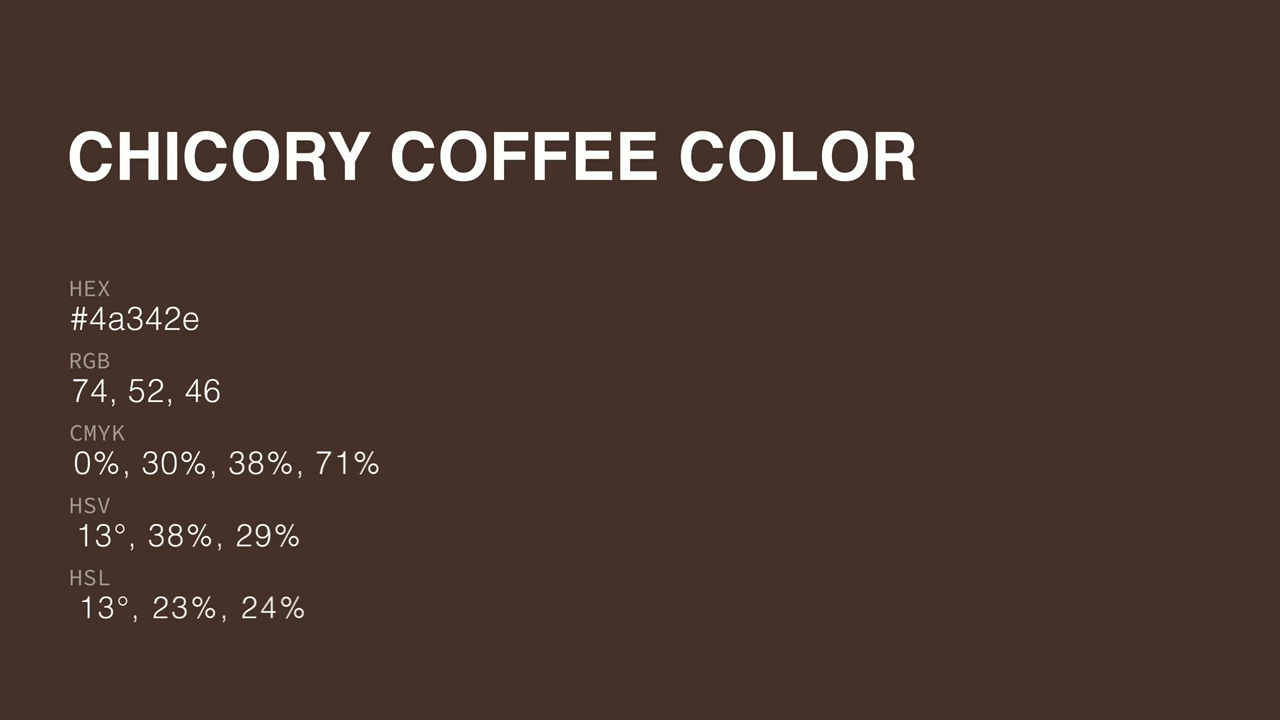 CHICORY COFFEE COLOR
HEX
#4a342e
RGB
74, 52, 46
CMYK
0%, 30%, 38%, 71%
HSV
13°, 38%, 29%
HSL
13°, 23%, 24%